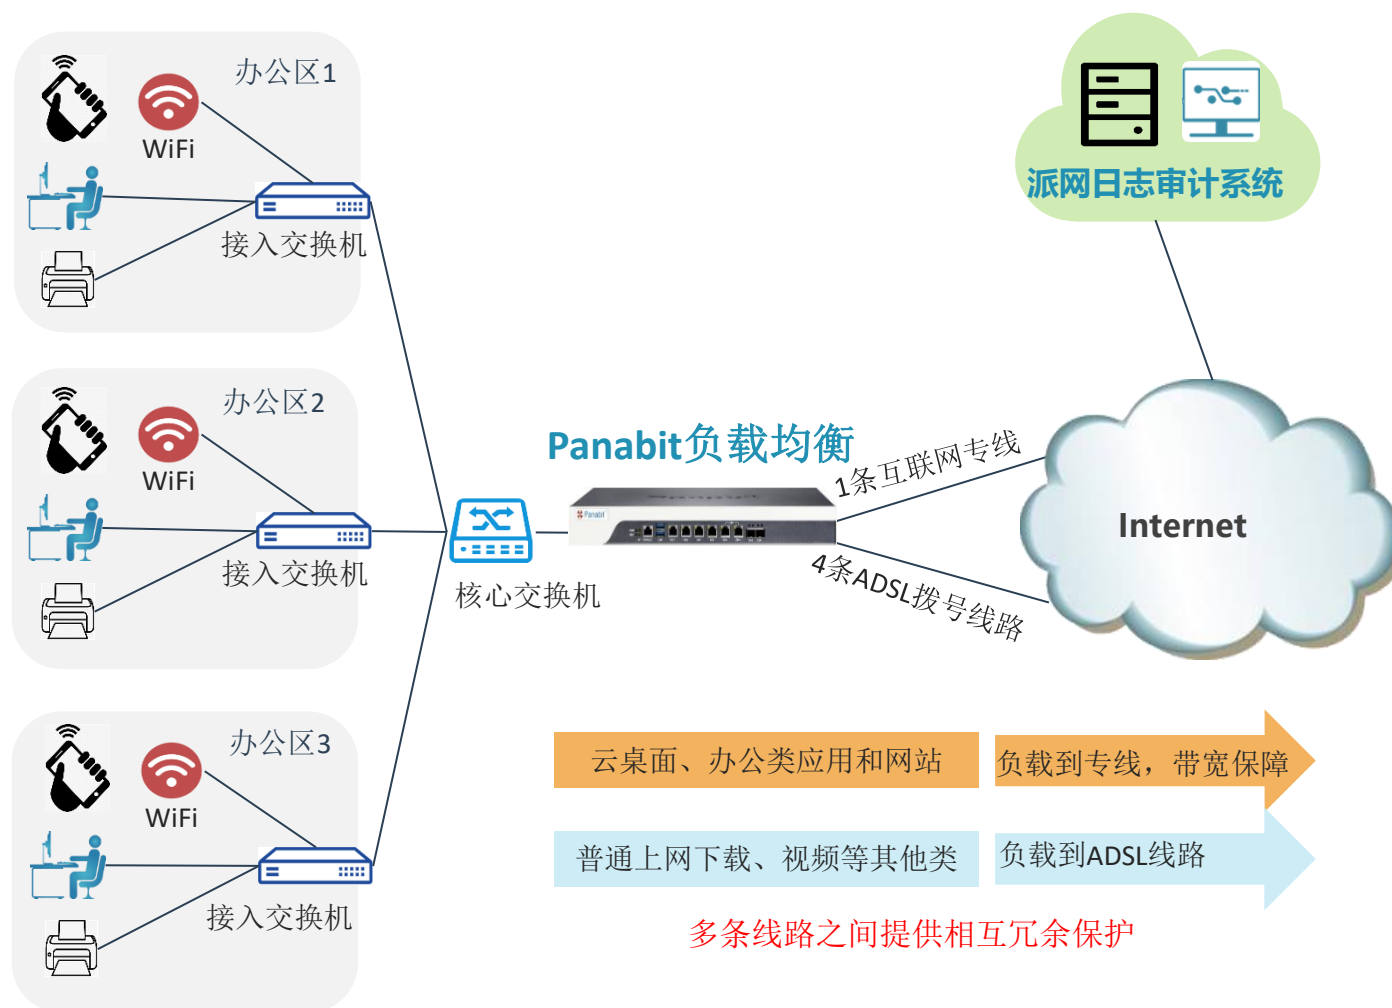 办公区1
WiFi
接入交换机
办公区2
WiFi
接入交换机
办公区3
WiFi
接入交换机
核心交换机
Panabit负载均衡
Panabit
1条互联网专线
4条ADSL拨号线路
派网日志审计系统
Internet
云桌面、办公类应用和网站
负载到专线，带宽保障
普通上网下载、视频等其他类
负载到ADSL线路
多条线路之间提供相互冗余保护